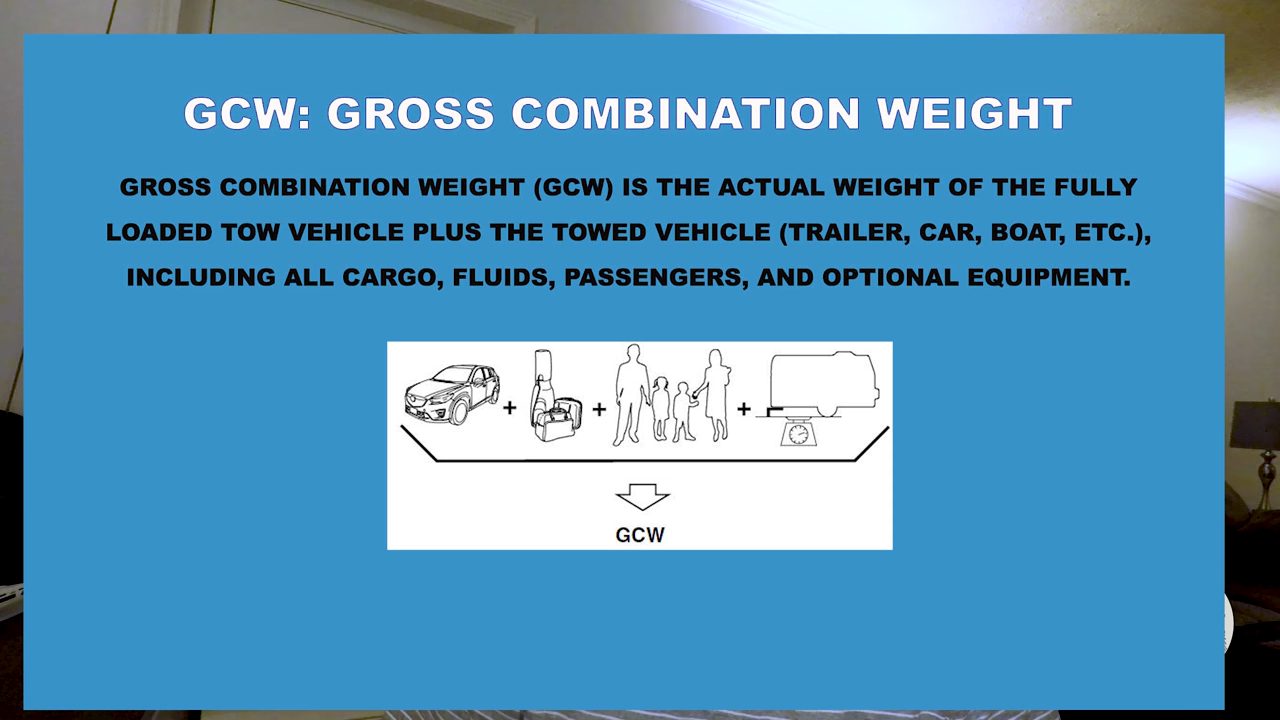 GCW: GROSS COMBINATION WEIGHT
GROSS COMBINATION WEIGHT (GCW) IS THE ACTUAL WEIGHT OF THE FULLY
LOADED TOW VEHICLE PLUS THE TOWED VEHICLE (TRAILER, CAR, BOAT, ETC.),
INCLUDING ALL CARGO, FLUIDS, PASSENGERS, AND OPTIONAL EQUIPMENT.
+ + +
GCW